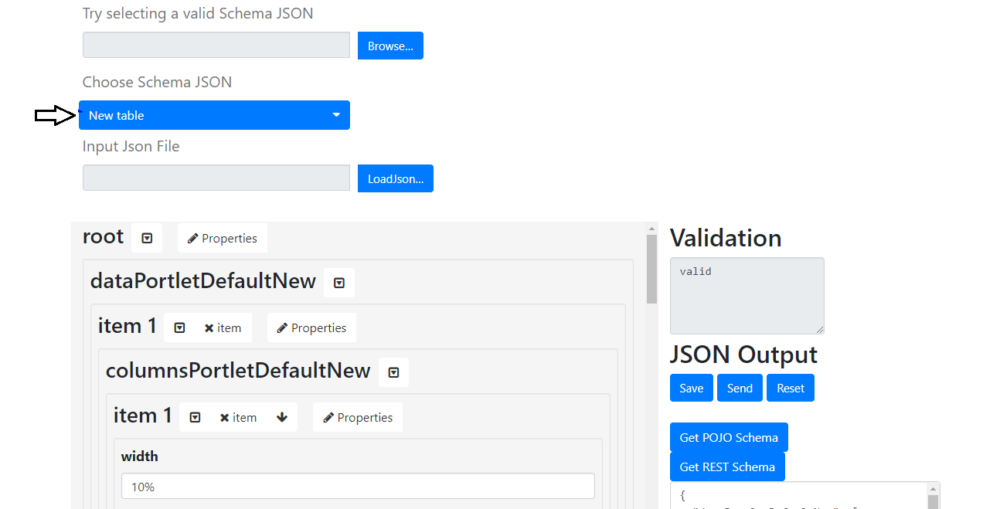 Try selecting a valid Schema JSON
Browse...
Choose Schema JSON
New table
Input Json File
LoadJson...
root
Properties
dataPortletDefaultNew
item 1
item
Properties
columnsPortletDefaultNew
item 1
item
Properties
width
10%
Validation
valid
JSON Output
Save
Send
Reset
Get POJO Schema
Get REST Schema
{